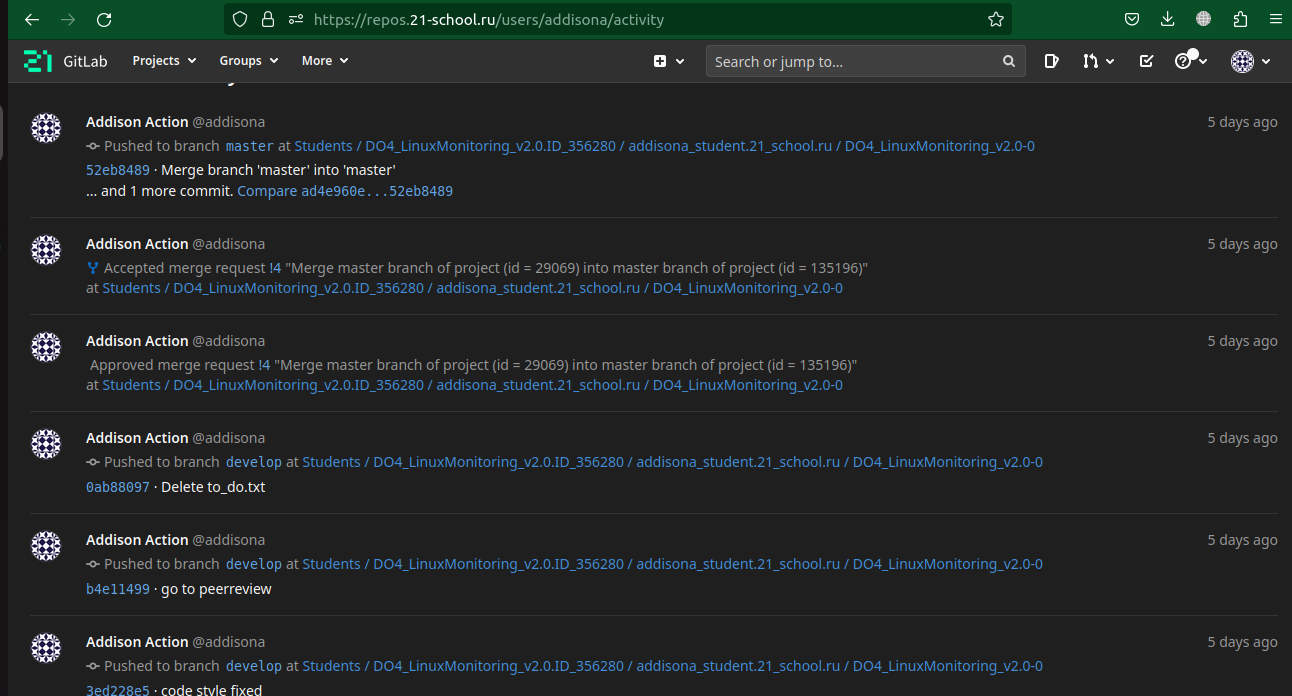 https://repos.21-school.ru/users/addisona/activity
21 GitLab Projects Groups More Search or jump to...
Addison Action @addisona 5 days ago
Pushed to branch master at Students / DO4_LinuxMonitoring_v2.0.ID_356280 / addisona_student.21_school.ru / DO4_LinuxMonitoring_v2.0-0
52eb8489 · Merge branch 'master' into 'master'
... and 1 more commit. Compare ad4e960e...52eb8489
Addison Action @addisona 5 days ago
Accepted merge request !4 "Merge master branch of project (id = 29069) into master branch of project (id = 135196)"
at Students / DO4_LinuxMonitoring_v2.0.ID_356280 / addisona_student.21_school.ru / DO4_LinuxMonitoring_v2.0-0
Addison Action @addisona 5 days ago
Approved merge request !4 "Merge master branch of project (id = 29069) into master branch of project (id = 135196)"
at Students / DO4_LinuxMonitoring_v2.0.ID_356280 / addisona_student.21_school.ru / DO4_LinuxMonitoring_v2.0-0
Addison Action @addisona 5 days ago
Pushed to branch develop at Students / DO4_LinuxMonitoring_v2.0.ID_356280 / addisona_student.21_school.ru / DO4_LinuxMonitoring_v2.0-0
0ab88097 · Delete to_do.txt
Addison Action @addisona 5 days ago
Pushed to branch develop at Students / DO4_LinuxMonitoring_v2.0.ID_356280 / addisona_student.21_school.ru / DO4_LinuxMonitoring_v2.0-0
b4e11499 · go to peerreview
Addison Action @addisona 5 days ago
Pushed to branch develop at Students / DO4_LinuxMonitoring_v2.0.ID_356280 / addisona_student.21_school.ru / DO4_LinuxMonitoring_v2.0-0
3ed228e5 · code style fixed